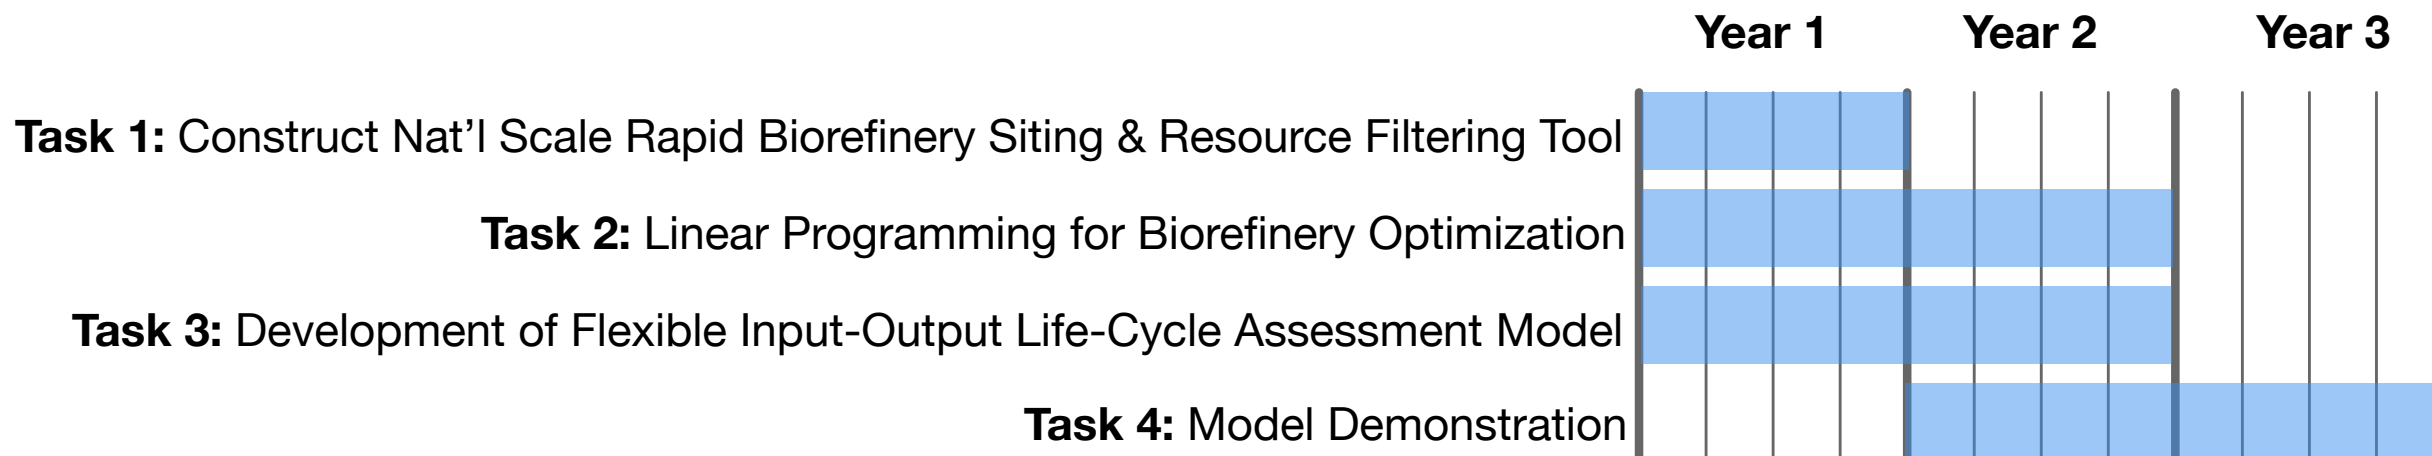 Year 1 Year 2 Year 3
Task 1: Construct Nat’l Scale Rapid Biorefinery Siting & Resource Filtering Tool
Task 2: Linear Programming for Biorefinery Optimization
Task 3: Development of Flexible Input-Output Life-Cycle Assessment Model
Task 4: Model Demonstration